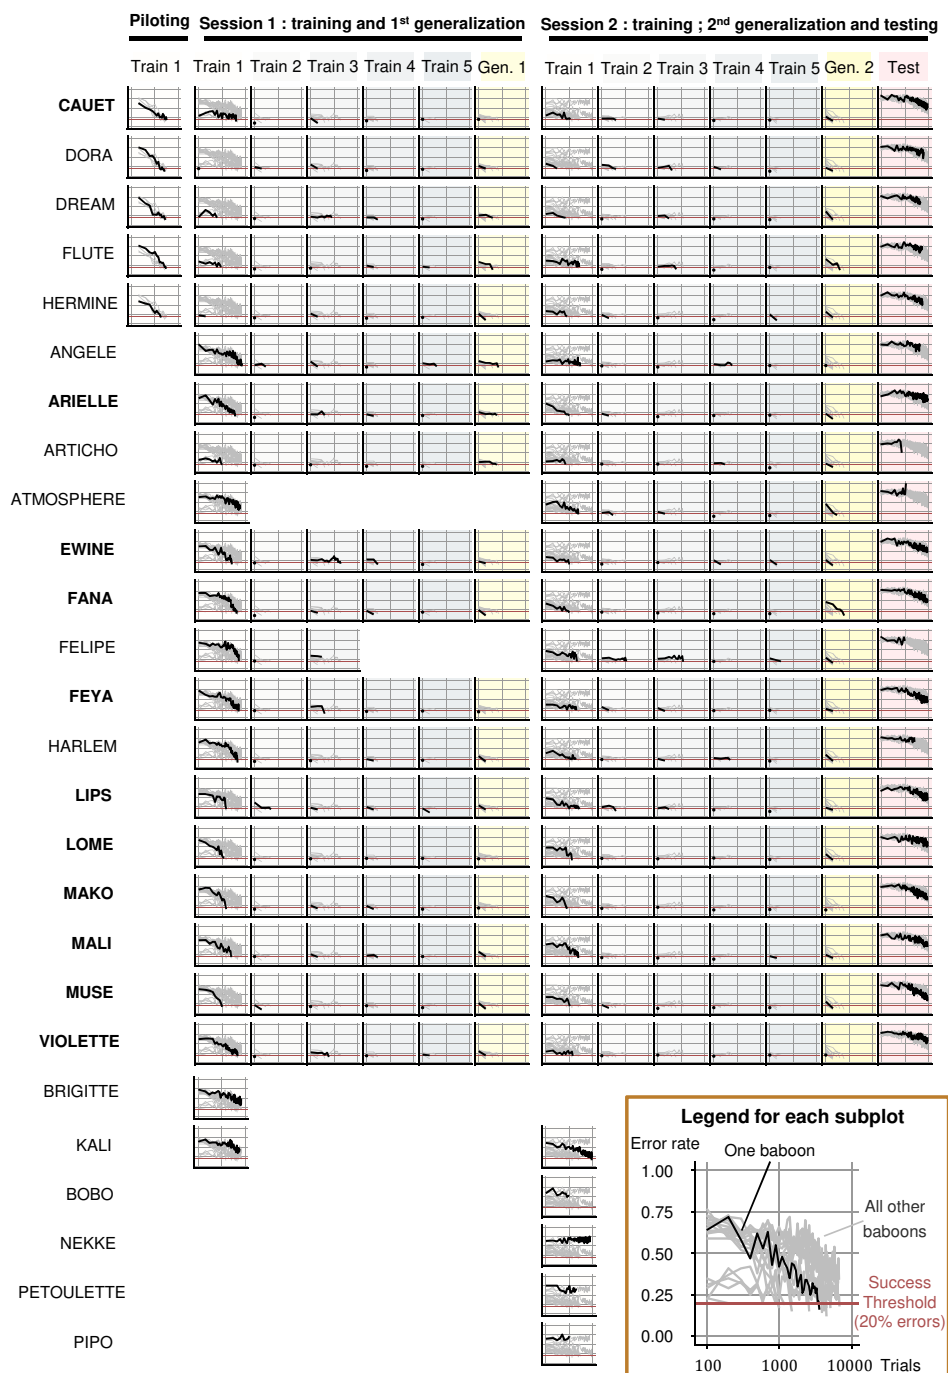 Piloting Session 1 : training and 1st generalization Session 2 : training ; 2nd generalization and testing
Train 1 Train 1 Train 2 Train 3 Train 4 Train 5 Gen. 1 Train 1 Train 2 Train 3 Train 4 Train 5 Gen. 2 Test
CAUET
DORA
DREAM
FLUTE
HERMINE
ANGELE
ARIELLE
ARTICHO
ATMOSPHERE
EWINE
FANA
FELIPE
FEYA
HARLEM
LIPS
LOME
MAKO
MALI
MUSE
VIOLETTE
BRIGITTE
KALI
BOBO
NEKKE
PETOULETTE
PIPO
Legend for each subplot
Error rate
One baboon
1.00
0.75
0.50
0.25
0.00
All other
baboons
Success
Threshold
(20% errors)
100 1000 10000 Trials